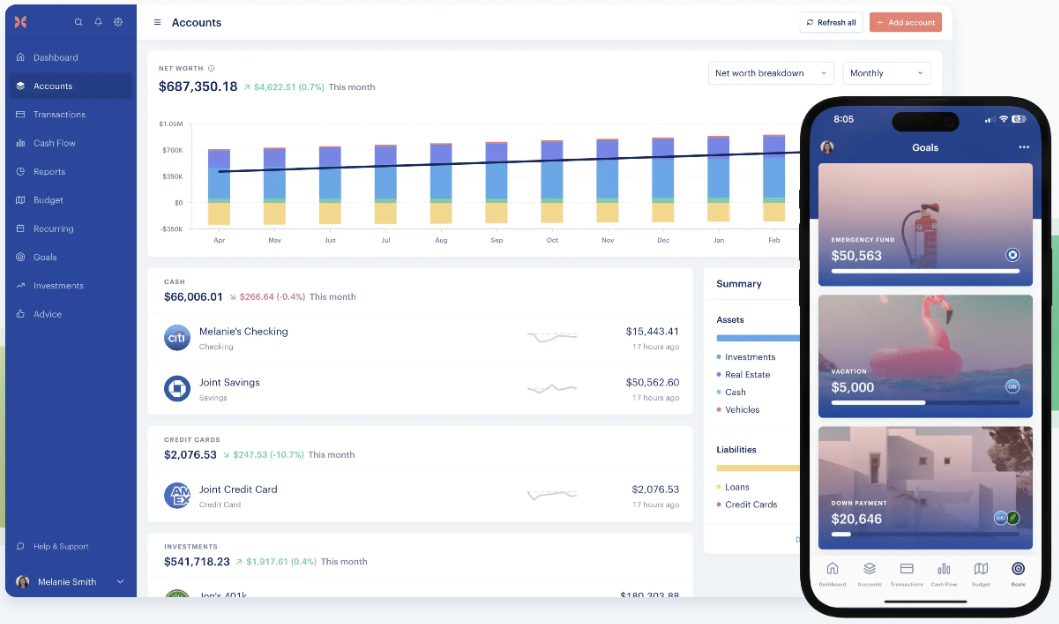 Accounts
Refresh all
Add account
Dashboard
Accounts
Transactions
Cash Flow
Reports
Budget
Recurring
Goals
Investments
Advice
Help & Support
Melanie Smith
NET WORTH
$687,350.18 $4,622.51 (0.7%) This month
Net worth breakdown
Monthly
$1.05M
$700K
$350K
$0
-$350K
Apr May Jun Jul Aug Sep Oct Nov Dec Jan Feb
CASH
$66,006.01 $266.64 (-0.4%) This month
citi
Melanie's Checking $15,443.41
Checking 17 hours ago
Joint Savings $50,562.60
Savings 17 hours ago
CREDIT CARDS
$2,076.53 $247.53 (-10.7%) This month
AMEX
Joint Credit Card $2,076.53
Credit Card 17 hours ago
INVESTMENTS
$541,718.23 $1,917.61 (0.4%) This month
Jon's 401k $180,303.88
Summary
Assets
Investments
Real Estate
Cash
Vehicles
Liabilities
Loans
Credit Cards
8:05
Goals
EMERGENCY FUND
$50,563
VACATION
$5,000
citi
DOWN PAYMENT
$20,646
citi
Dashboard Accounts Transactions Cash Flow Budget Goals